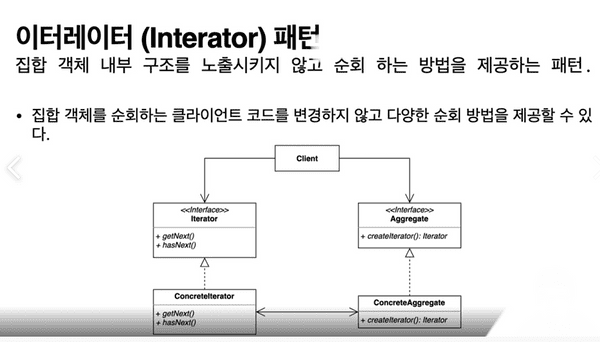 이터레이터 (Interator) 패턴
집합 객체 내부 구조를 노출시키지 않고 순회 하는 방법을 제공하는 패턴.
• 집합 객체를 순회하는 클라이언트 코드를 변경하지 않고 다양한 순회 방법을 제공할 수 있
다.
Client
<<Interface>>
Iterator
+ getNext()
+ hasNext()
<<Interface>>
Aggregate
+ createIterator(): Iterator
ConcreteIterator
+ getNext()
+ hasNext()
ConcreteAggregate
+ createIterator(): Iterator